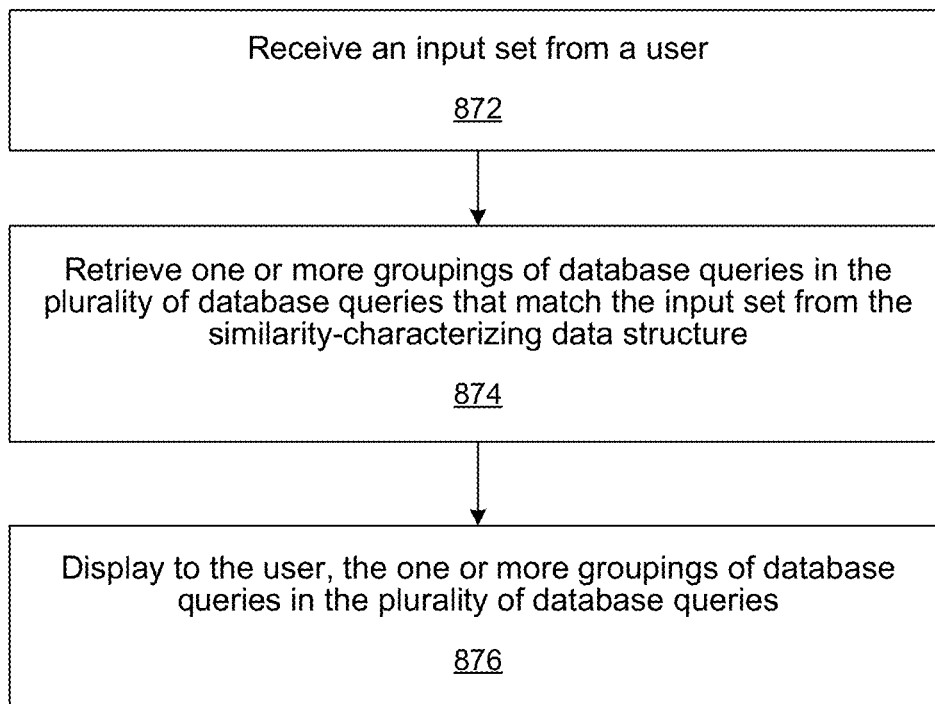 Receive an input set from a user
872
Retrieve one or more groupings of database queries in the
plurality of database queries that match the input set from the
similarity-characterizing data structure
874
Display to the user, the one or more groupings of database
queries in the plurality of database queries
876